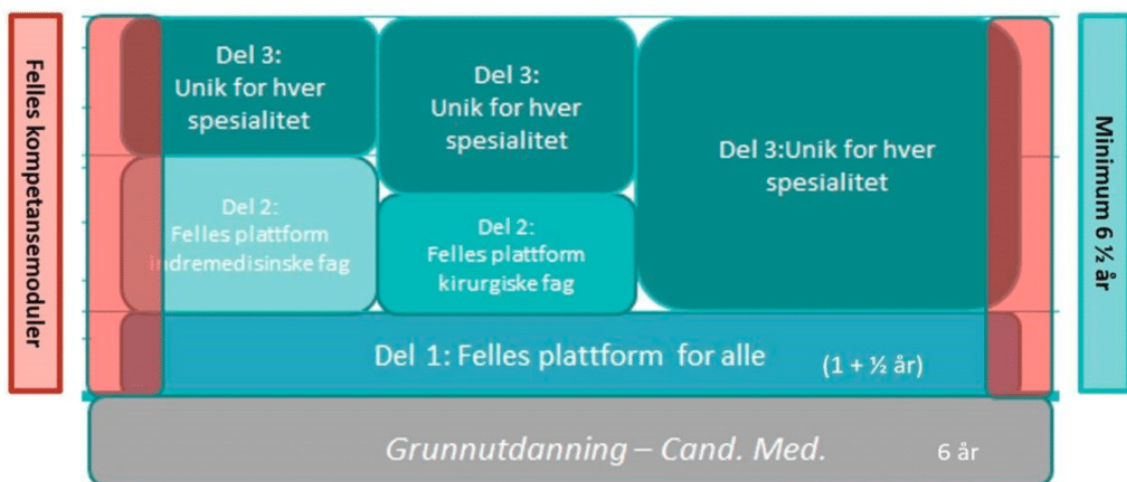 Felles kompetansemoduler
Del 3:
Unik for hver
spesialitet
Del 3:
Unik for hver
spesialitet
Del 3:Unik for hver
spesialitet
Del 2:
Felles plattform
indremedisinske fag
Del 2:
Felles plattform
kirurgiske fag
Del 1: Felles plattform for alle (1 + ½ år)
Grunnutdanning – Cand. Med. 6 år
Minimum 6 ½ år